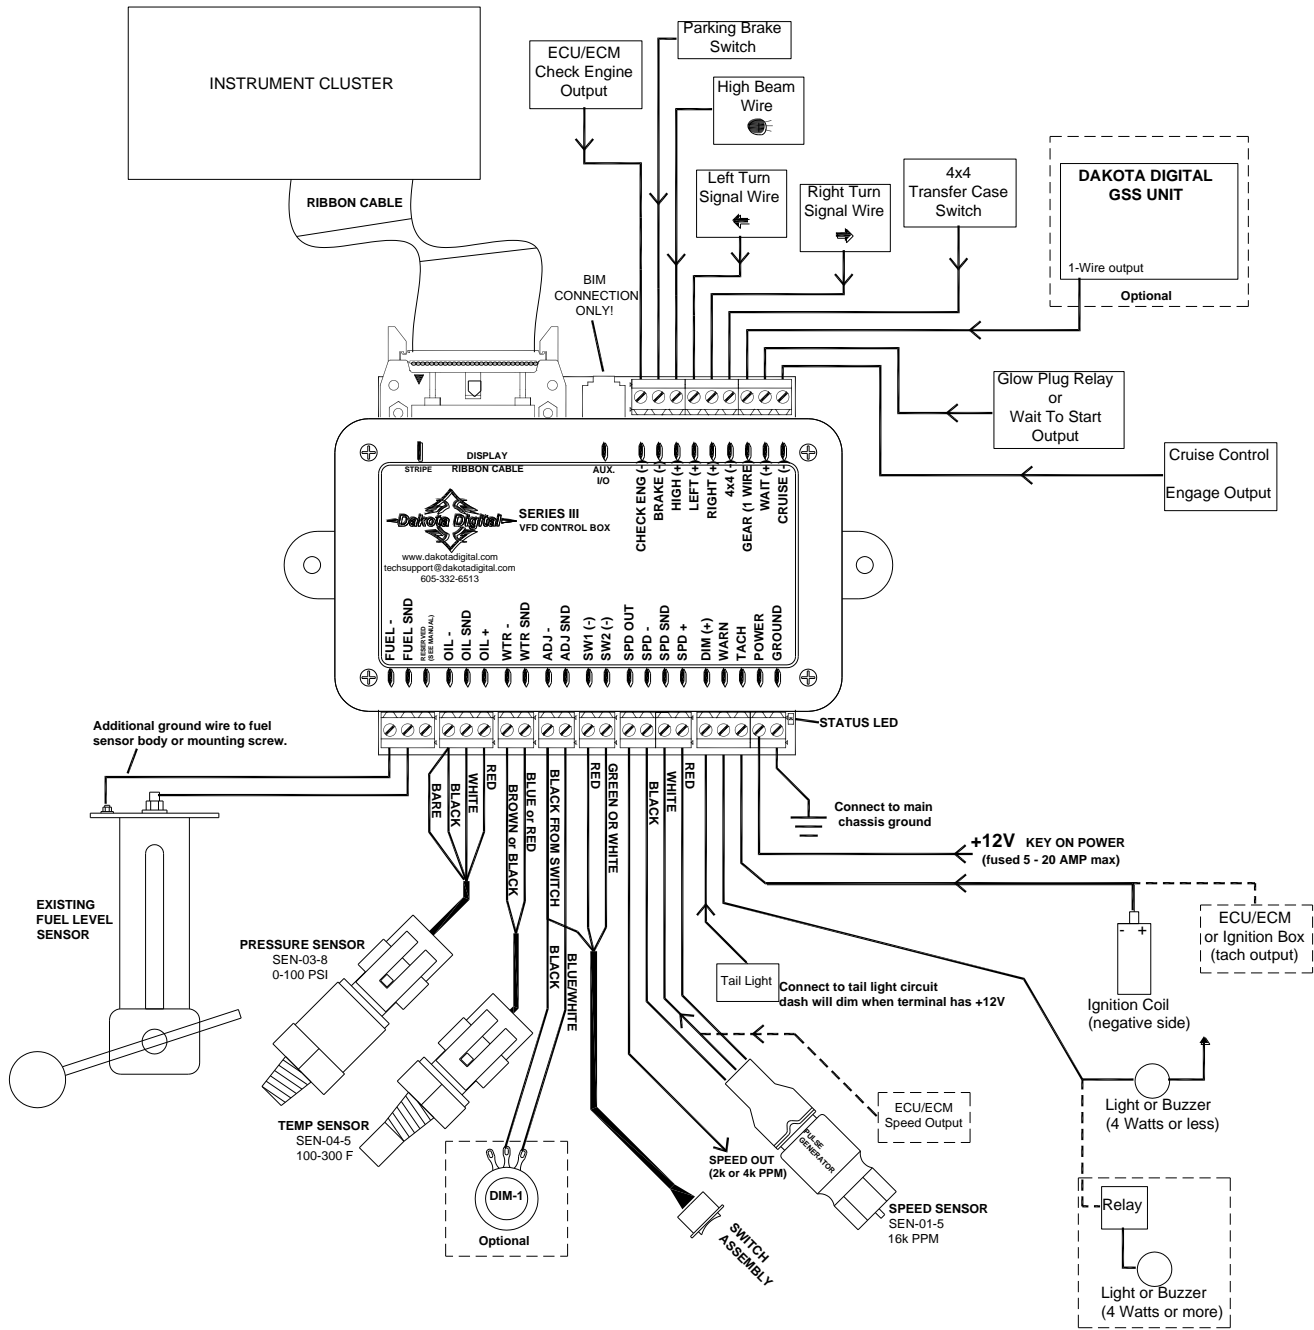 INSTRUMENT CLUSTER
RIBBON CABLE
ECU/ECM
Check Engine
Output
Parking Brake
Switch
High Beam
Wire
Left Turn
Signal Wire
Right Turn
Signal Wire
4x4
Transfer Case
Switch
DAKOTA DIGITAL
GSS UNIT
1-Wire output
Optional
BIM
CONNECTION
ONLY!
Glow Plug Relay
or
Wait To Start
Output
Cruise Control
Engage Output
STRIPE
DISPLAY
RIBBON CABLE
AUX.
I/O
CHECK ENG (-)
BRAKE (-)
HIGH (+)
LEFT (+)
RIGHT (+)
4x4 (-)
GEAR (1 WIRE)
WAIT (+)
CRUISE (-)
Dakota Digital
SERIES III
VFD CONTROL BOX
www.dakotadigital.com
techsupport@dakotadigital.com
605-332-6513
FUEL -
FUEL SND
RESERVED
(SEE MANUAL)
OIL -
OIL SND
OIL +
WTR -
WTR SND
ADJ -
ADJ SND
SW1 (-)
SW2 (-)
SPD OUT
SPD -
SPD SND
SPD +
DIM (+)
WARN
TACH
POWER
GROUND
STATUS LED
Additional ground wire to fuel
sensor body or mounting screw.
BARE
BLACK
WHITE
RED
BROWN or BLACK
BLUE or RED
BLACK FROM SWITCH
RED
GREEN OR WHITE
BLACK
WHITE
RED
BLACK
BLUE/WHITE
Connect to main
chassis ground
+12V KEY ON POWER
(fused 5 - 20 AMP max)
EXISTING
FUEL LEVEL
SENSOR
PRESSURE SENSOR
SEN-03-8
0-100 PSI
TEMP SENSOR
SEN-04-5
100-300 F
DIM-1
Optional
SWITCH
ASSEMBLY
Tail Light
Connect to tail light circuit
dash will dim when terminal has +12V
ECU/ECM
Speed Output
SPEED OUT
(2k or 4k PPM)
PULSE
GENERATOR
SPEED SENSOR
SEN-01-5
16k PPM
- +
Ignition Coil
(negative side)
ECU/ECM
or Ignition Box
(tach output)
Light or Buzzer
(4 Watts or less)
Relay
Light or Buzzer
(4 Watts or more)